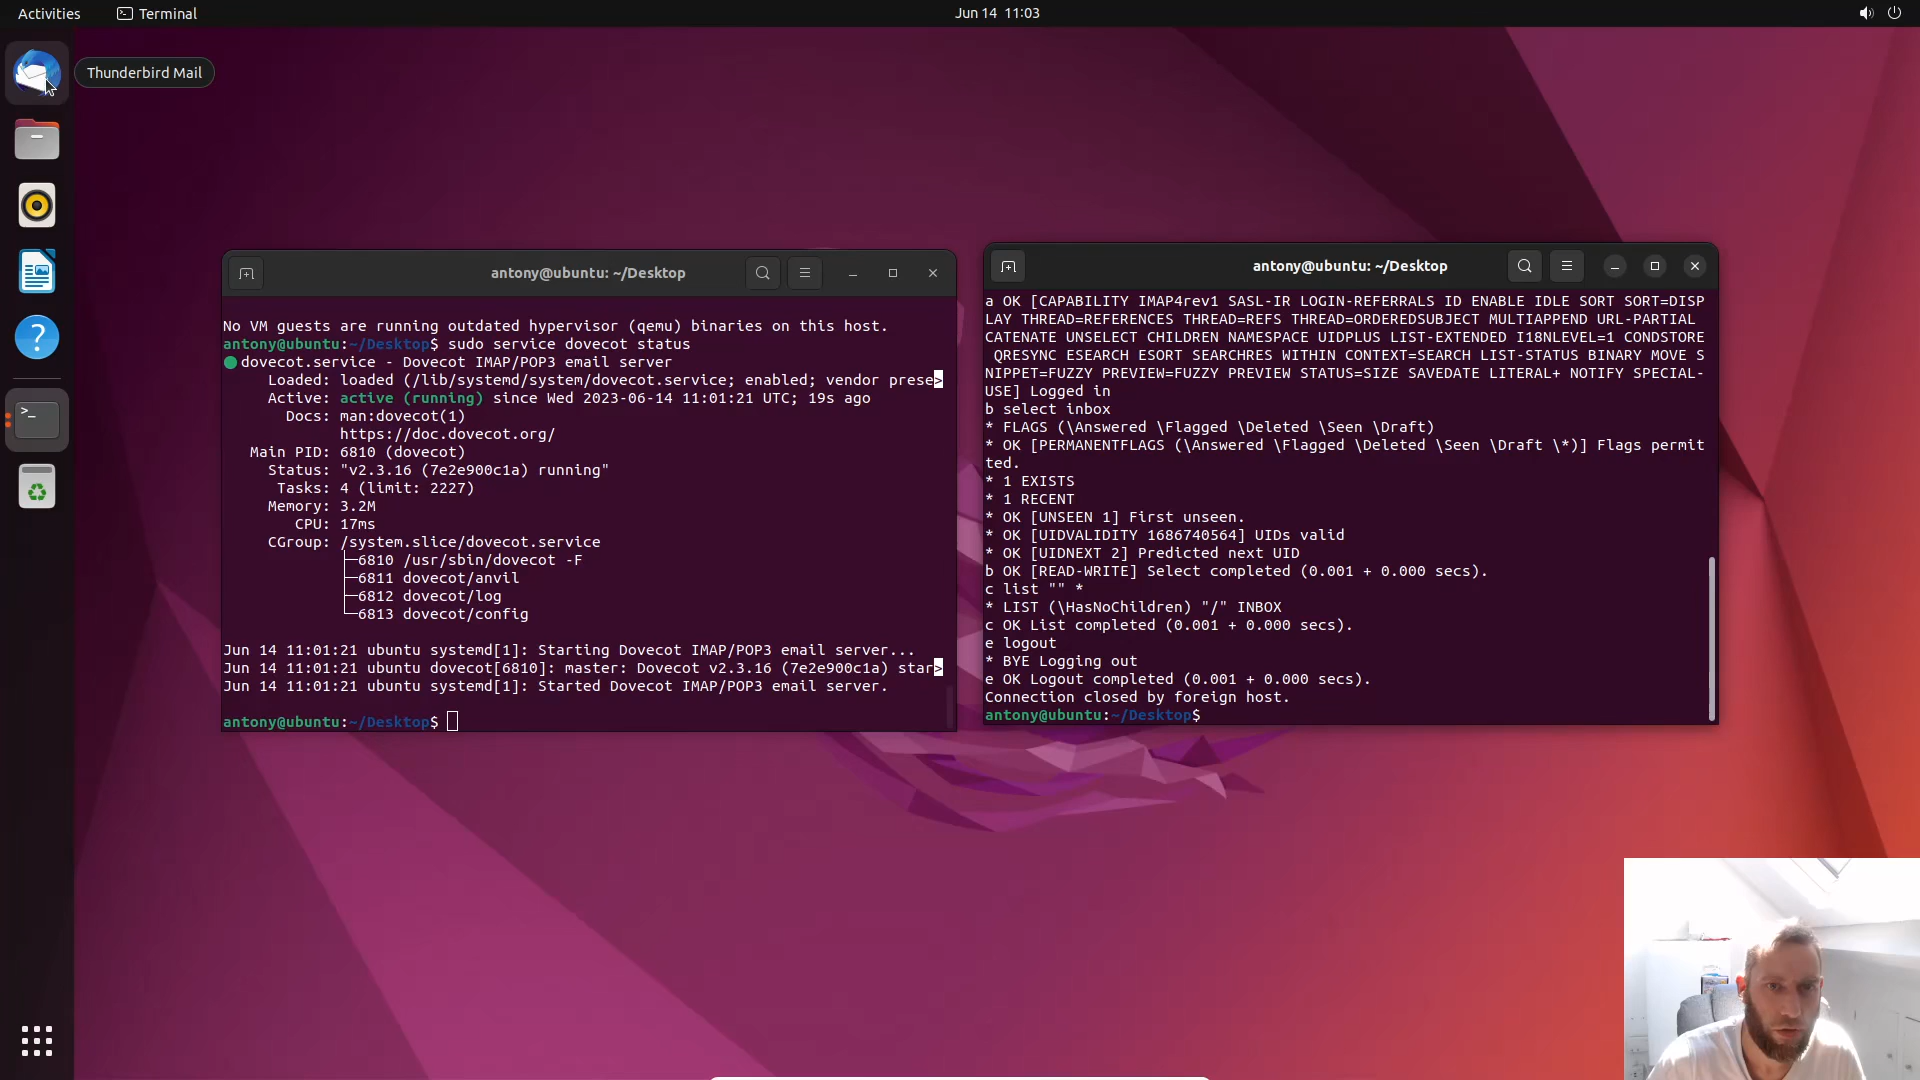 Activities
Terminal
Jun 14 11:03
Thunderbird Mail
antony@ubuntu: ~/Desktop
No VM guests are running outdated hypervisor (qemu) binaries on this host.
antony@ubuntu:~/Desktop$ sudo service dovecot status
dovecot.service - Dovecot IMAP/POP3 email server
Loaded: loaded (/lib/systemd/system/dovecot.service; enabled; vendor prese>
Active: active (running) since Wed 2023-06-14 11:01:21 UTC; 19s ago
Docs: man:dovecot(1)
https://doc.dovecot.org/
Main PID: 6810 (dovecot)
Status: "v2.3.16 (7e2e900c1a) running"
Tasks: 4 (limit: 2227)
Memory: 3.2M
CPU: 17ms
CGroup: /system.slice/dovecot.service
├─6810 /usr/sbin/dovecot -F
├─6811 dovecot/anvil
├─6812 dovecot/log
└─6813 dovecot/config
Jun 14 11:01:21 ubuntu systemd[1]: Starting Dovecot IMAP/POP3 email server...
Jun 14 11:01:21 ubuntu dovecot[6810]: master: Dovecot v2.3.16 (7e2e900c1a) star>
Jun 14 11:01:21 ubuntu systemd[1]: Started Dovecot IMAP/POP3 email server.
antony@ubuntu:~/Desktop$
antony@ubuntu: ~/Desktop
a OK [CAPABILITY IMAP4rev1 SASL-IR LOGIN-REFERRALS ID ENABLE IDLE SORT SORT=DISP
LAY THREAD=REFERENCES THREAD=REFS THREAD=ORDEREDSUBJECT MULTIAPPEND URL-PARTIAL
CATENATE UNSELECT CHILDREN NAMESPACE UIDPLUS LIST-EXTENDED I18NLEVEL=1 CONDSTORE
QRESYNC ESEARCH ESORT SEARCHRES WITHIN CONTEXT=SEARCH LIST-STATUS BINARY MOVE S
NIPPET=FUZZY PREVIEW=FUZZY PREVIEW STATUS=SIZE SAVEDATE LITERAL+ NOTIFY SPECIAL-
USE] Logged in
b select inbox
* FLAGS (\Answered \Flagged \Deleted \Seen \Draft)
* OK [PERMANENTFLAGS (\Answered \Flagged \Deleted \Seen \Draft \*)] Flags permit
ted.
* 1 EXISTS
* 1 RECENT
* OK [UNSEEN 1] First unseen.
* OK [UIDVALIDITY 1686740564] UIDs valid
* OK [UIDNEXT 2] Predicted next UID
b OK [READ-WRITE] Select completed (0.001 + 0.000 secs).
c list "" *
* LIST (\HasNoChildren) "/" INBOX
c OK List completed (0.001 + 0.000 secs).
e logout
* BYE Logging out
e OK Logout completed (0.001 + 0.000 secs).
Connection closed by foreign host.
antony@ubuntu:~/Desktop$